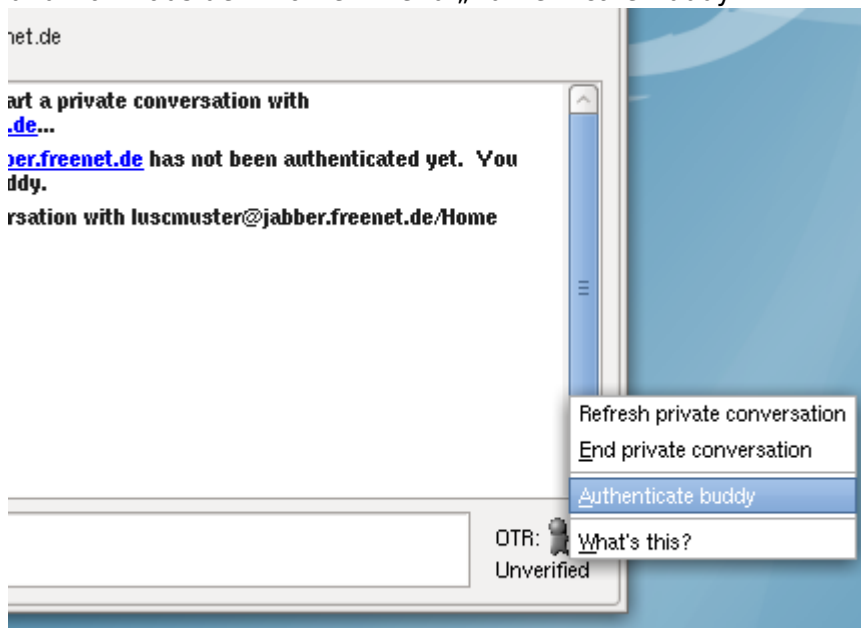 net.de
art a private conversation with
.de...
ber.freenet.de has not been authenticated yet. You
ddy.
rsation with luscmuster@jabber.freenet.de/Home
Refresh private conversation
End private conversation
Authenticate buddy
OTR:
What's this?
Unverified